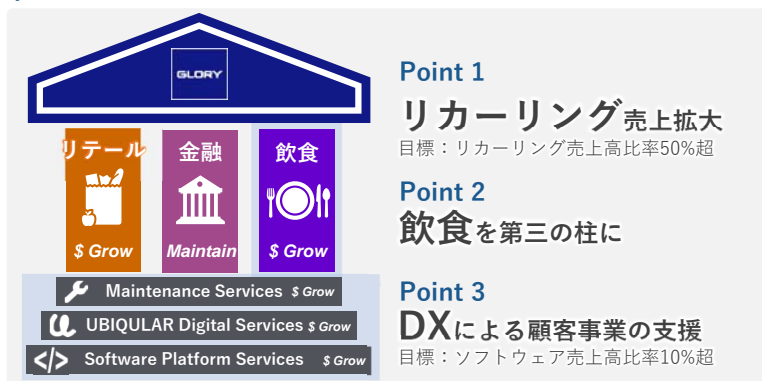 GLORY
リテール
金融
飲食
$ Grow
Maintain
$ Grow
Maintenance Services $ Grow
UBIQULAR Digital Services $ Grow
Software Platform Services $ Grow
Point 1
リカーリング売上拡大
目標：リカーリング売上高比率50%超
Point 2
飲食を第三の柱に
Point 3
DXによる顧客事業の支援
目標：ソフトウェア売上高比率10%超